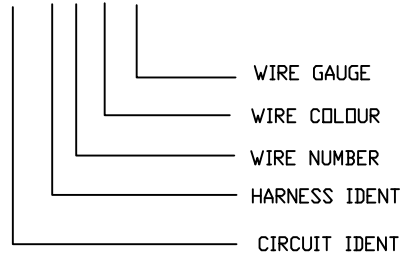 WIRE GAUGE
WIRE COLOUR
WIRE NUMBER
HARNESS IDENT
CIRCUIT IDENT